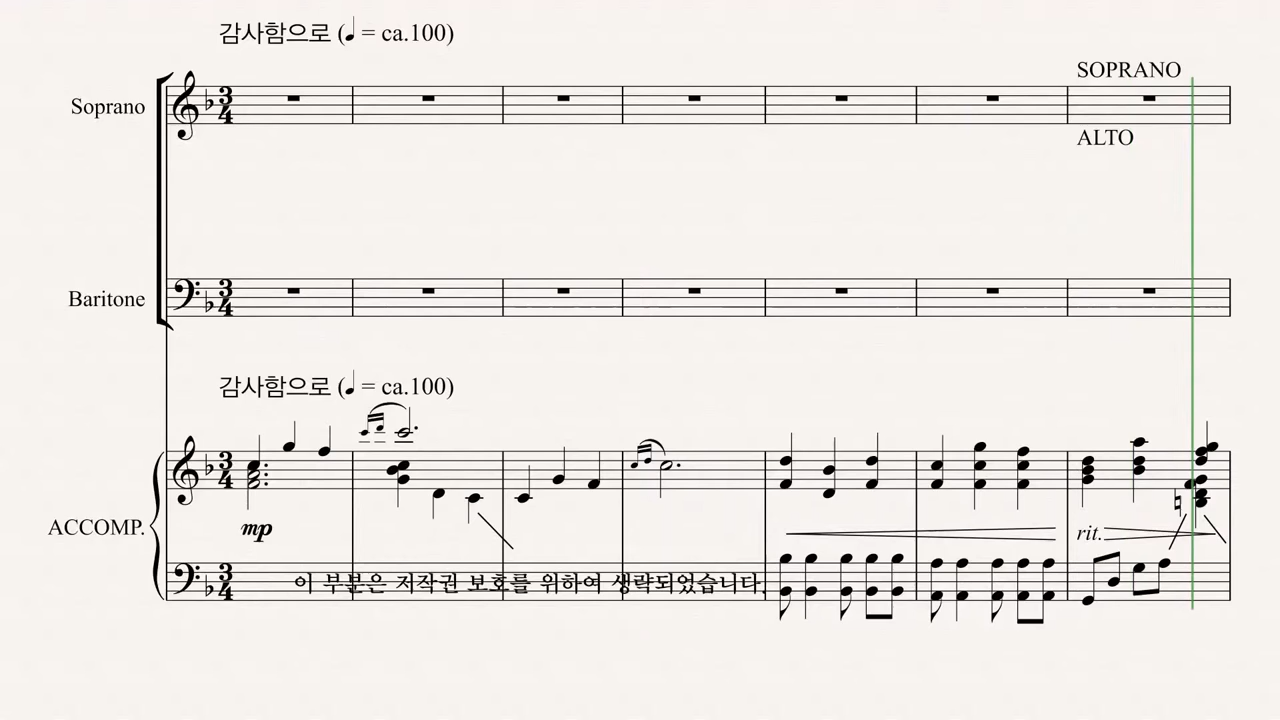 감사함으로 (♩ = ca.100)
SOPRANO
Soprano
ALTO
Baritone
감사함으로 (♩ = ca.100)
ACCOMP.
mp
rit.
이 부분은 저작권 보호를 위하여 생략되었습니다.